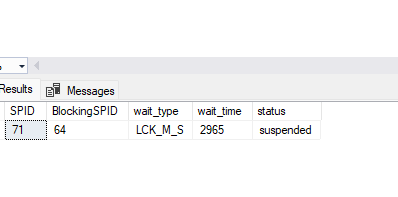 Results Messages
SPID BlockingSPID wait_type wait_time status
71 64 LCK_M_S 2965 suspended